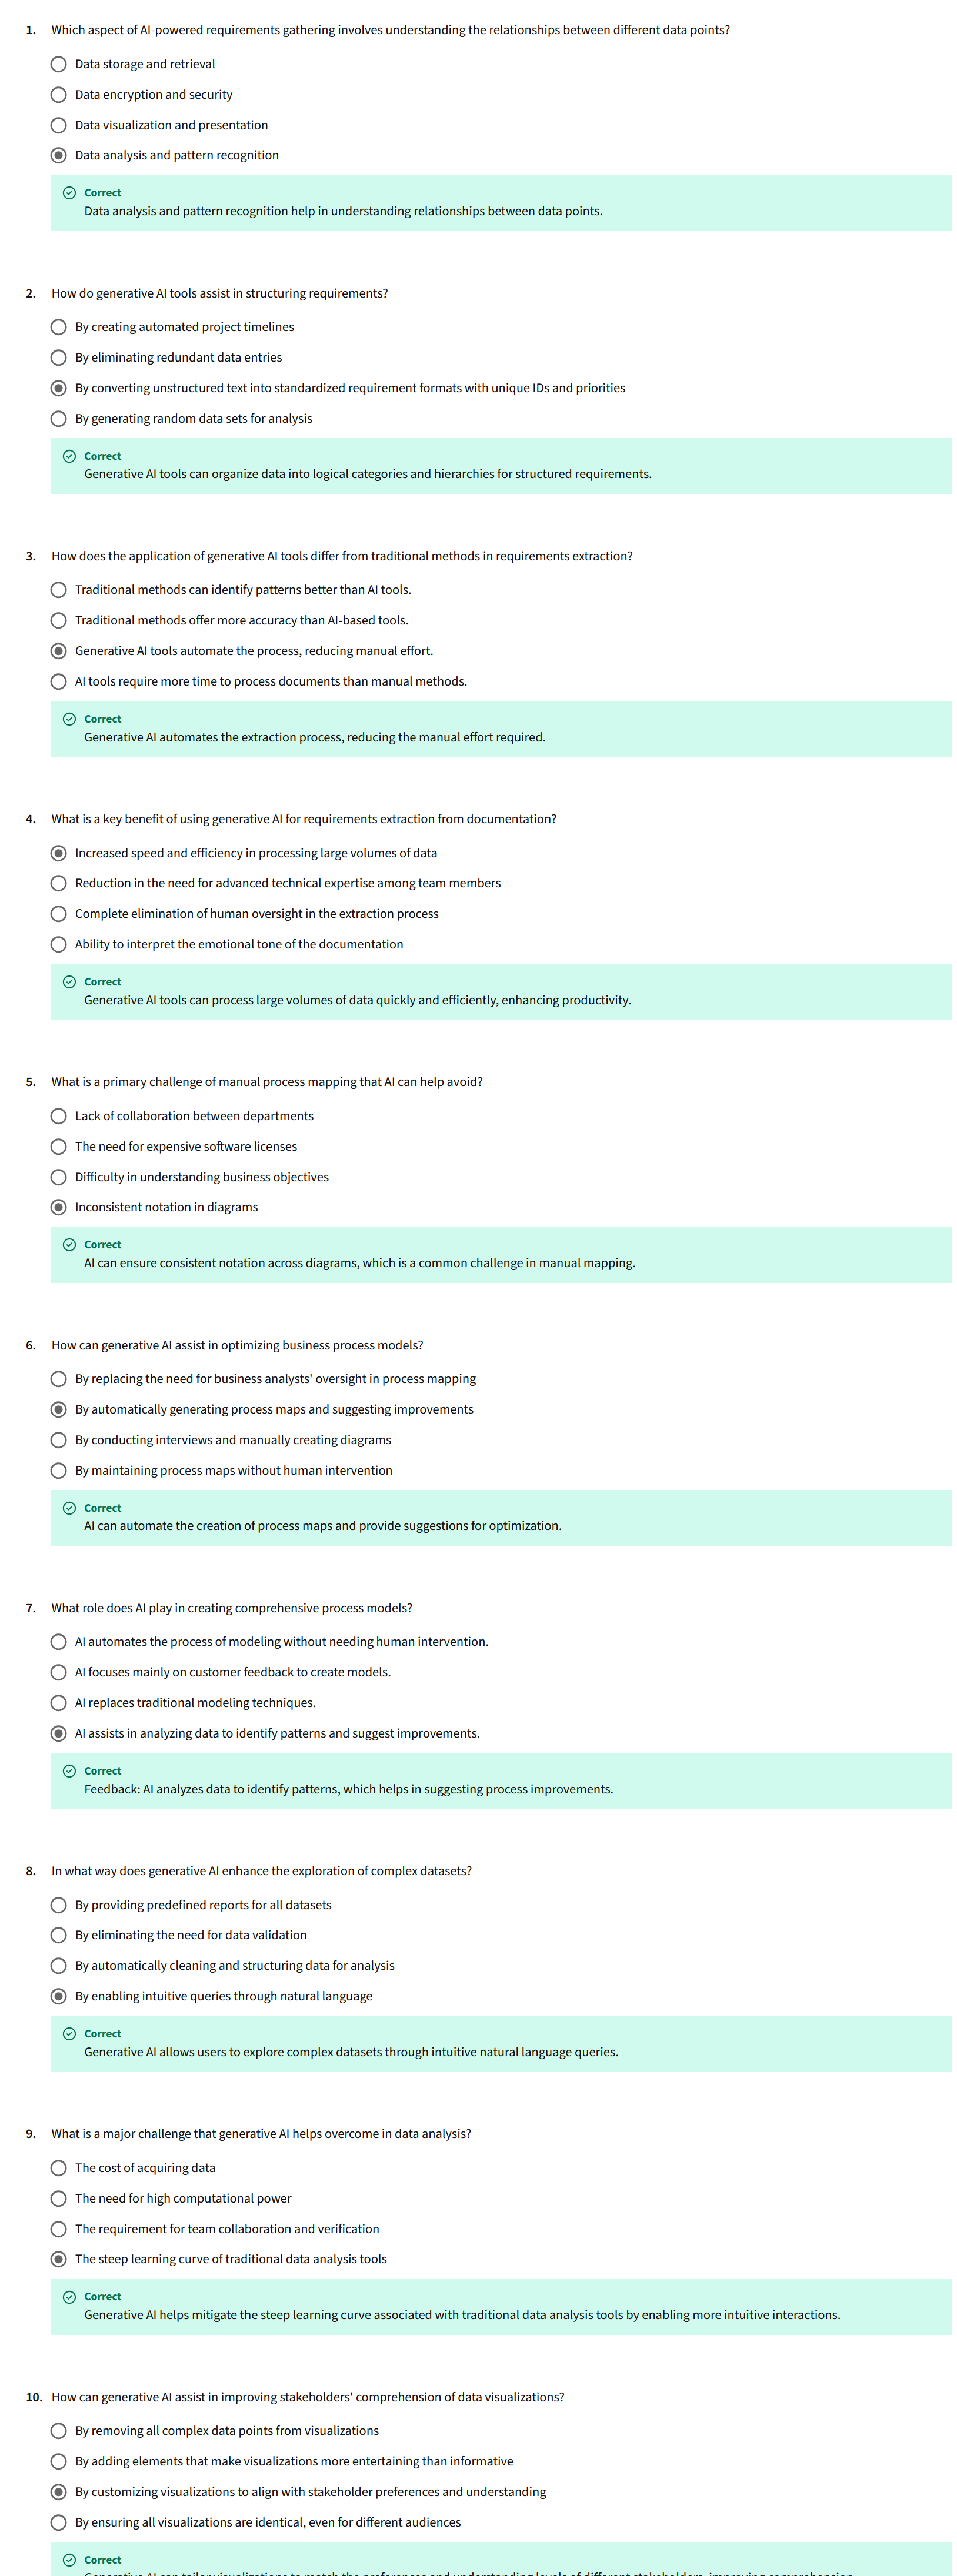 1. Which aspect of AI-powered requirements gathering involves understanding the relationships between different data points?
Data storage and retrieval
Data encryption and security
Data visualization and presentation
Data analysis and pattern recognition
Correct
Data analysis and pattern recognition help in understanding relationships between data points.
2. How do generative AI tools assist in structuring requirements?
By creating automated project timelines
By eliminating redundant data entries
By converting unstructured text into standardized requirement formats with unique IDs and priorities
By generating random data sets for analysis
Correct
Generative AI tools can organize data into logical categories and hierarchies for structured requirements.
3. How does the application of generative AI tools differ from traditional methods in requirements extraction?
Traditional methods can identify patterns better than AI tools.
Traditional methods offer more accuracy than AI-based tools.
Generative AI tools automate the process, reducing manual effort.
AI tools require more time to process documents than manual methods.
Correct
Generative AI automates the extraction process, reducing the manual effort required.
4. What is a key benefit of using generative AI for requirements extraction from documentation?
Increased speed and efficiency in processing large volumes of data
Reduction in the need for advanced technical expertise among team members
Complete elimination of human oversight in the extraction process
Ability to interpret the emotional tone of the documentation
Correct
Generative AI tools can process large volumes of data quickly and efficiently, enhancing productivity.
5. What is a primary challenge of manual process mapping that AI can help avoid?
Lack of collaboration between departments
The need for expensive software licenses
Difficulty in understanding business objectives
Inconsistent notation in diagrams
Correct
AI can ensure consistent notation across diagrams, which is a common challenge in manual mapping.
6. How can generative AI assist in optimizing business process models?
By replacing the need for business analysts' oversight in process mapping
By automatically generating process maps and suggesting improvements
By conducting interviews and manually creating diagrams
By maintaining process maps without human intervention
Correct
AI can automate the creation of process maps and provide suggestions for optimization.
7. What role does AI play in creating comprehensive process models?
AI automates the process of modeling without needing human intervention.
AI focuses mainly on customer feedback to create models.
AI replaces traditional modeling techniques.
AI assists in analyzing data to identify patterns and suggest improvements.
Correct
Feedback: AI analyzes data to identify patterns, which helps in suggesting process improvements.
8. In what way does generative AI enhance the exploration of complex datasets?
By providing predefined reports for all datasets
By eliminating the need for data validation
By automatically cleaning and structuring data for analysis
By enabling intuitive queries through natural language
Correct
Generative AI allows users to explore complex datasets through intuitive natural language queries.
9. What is a major challenge that generative AI helps overcome in data analysis?
The cost of acquiring data
The need for high computational power
The requirement for team collaboration and verification
The steep learning curve of traditional data analysis tools
Correct
Generative AI helps mitigate the steep learning curve associated with traditional data analysis tools by enabling more intuitive interactions.
10. How can generative AI assist in improving stakeholders' comprehension of data visualizations?
By removing all complex data points from visualizations
By adding elements that make visualizations more entertaining than informative
By customizing visualizations to align with stakeholder preferences and understanding
By ensuring all visualizations are identical, even for different audiences
Correct